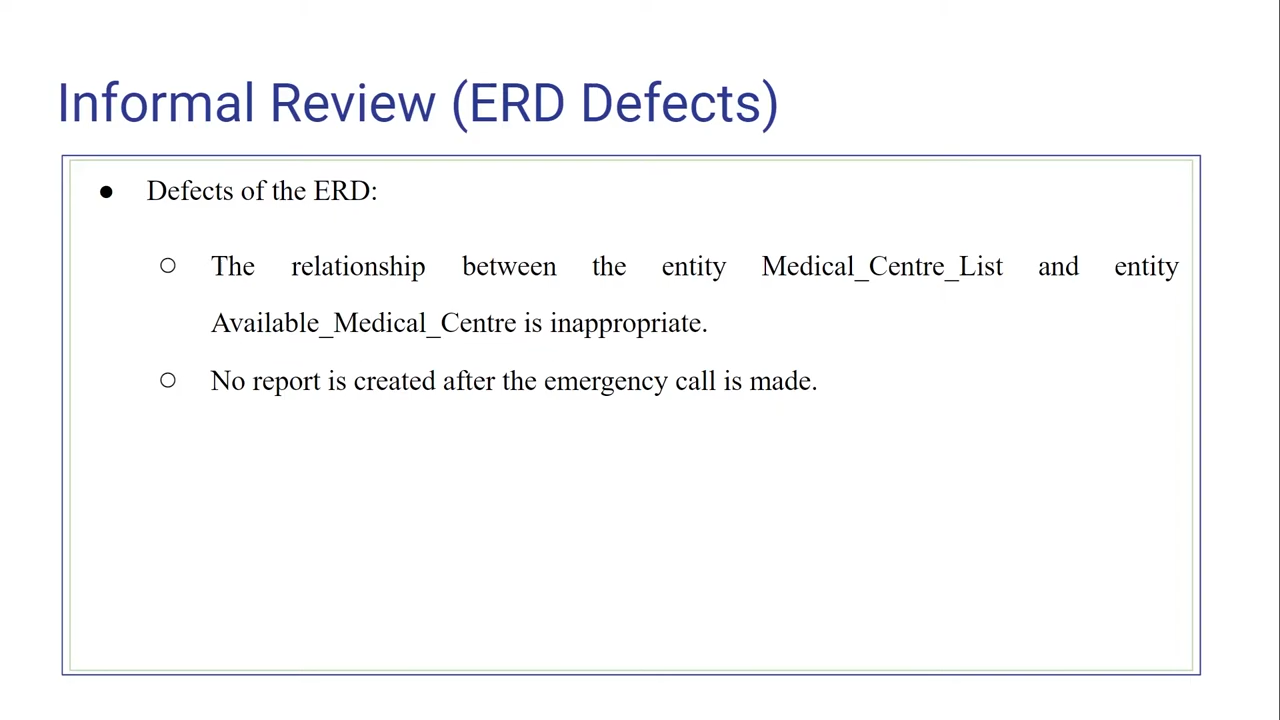 Informal Review (ERD Defects)
● Defects of the ERD:
○ The relationship between the entity Medical_Centre_List and entity
Available_Medical_Centre is inappropriate.
○ No report is created after the emergency call is made.